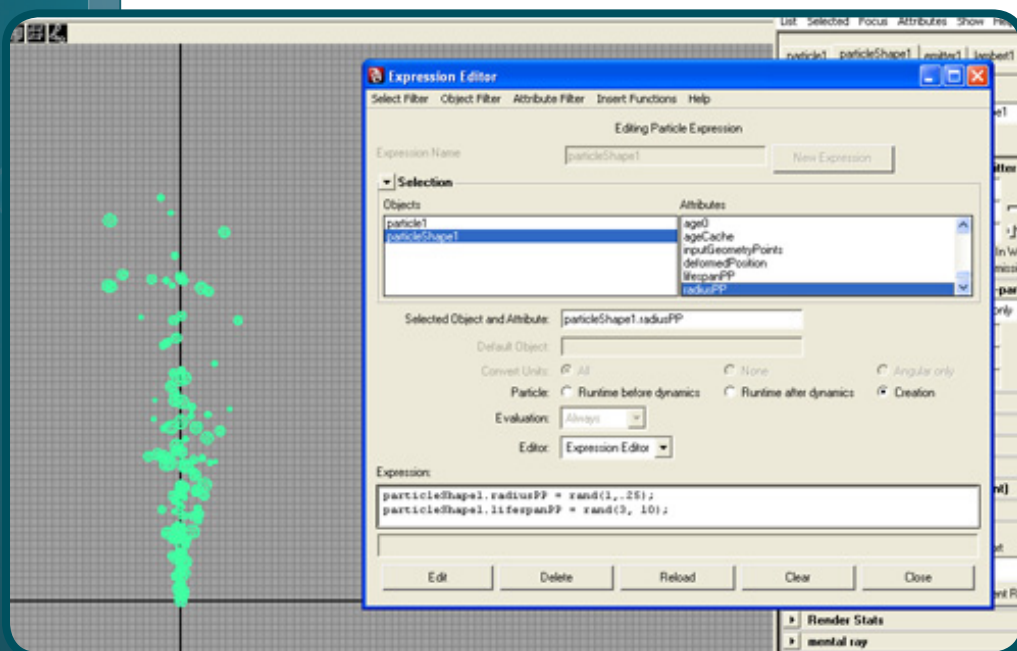 List Selected Focus Attributes Show Help
particle1 particleShape1 emitter1 lambert1
Expression Editor
Select Filter Object Filter Attribute Filter Insert Functions Help
Editing Particle Expression
Expression Name particleShape1 New Expression
Selection
Objects Attributes
particle1 age0
particleShape1 ageCache
inputGeometryPoints
deformedPosition
lifespanPP
radiusPP
Selected Object and Attribute: particleShape1.radiusPP
Default Object:
Convert Units: All None Angular only
Particle: Runtime before dynamics Runtime after dynamics Creation
Evaluation: Always
Editor: Expression Editor
Expression:
particleShape1.radiusPP = rand(1,.25);
particleShape1.lifespanPP = rand(3, 10);
Edit Delete Reload Clear Close
Render Stats
mental ray